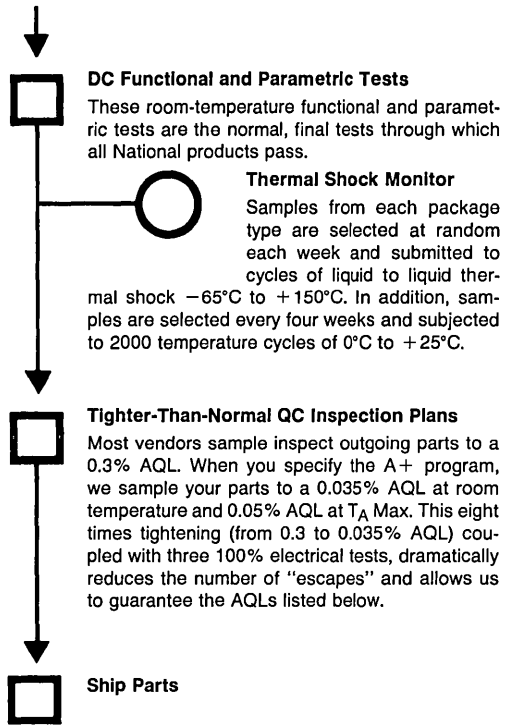 DC Functional and Parametric Tests
These room-temperature functional and paramet-
ric tests are the normal, final tests through which
all National products pass.
Thermal Shock Monitor
Samples from each package
type are selected at random
each week and submitted to
cycles of liquid to liquid ther-
mal shock −65°C to +150°C. In addition, sam-
ples are selected every four weeks and subjected
to 2000 temperature cycles of 0°C to +25°C.
Tighter-Than-Normal QC Inspection Plans
Most vendors sample inspect outgoing parts to a
0.3% AQL. When you specify the A+ program,
we sample your parts to a 0.035% AQL at room
temperature and 0.05% AQL at TA Max. This eight
times tightening (from 0.3 to 0.035% AQL) cou-
pled with three 100% electrical tests, dramatically
reduces the number of "escapes" and allows us
to guarantee the AQLs listed below.
Ship Parts